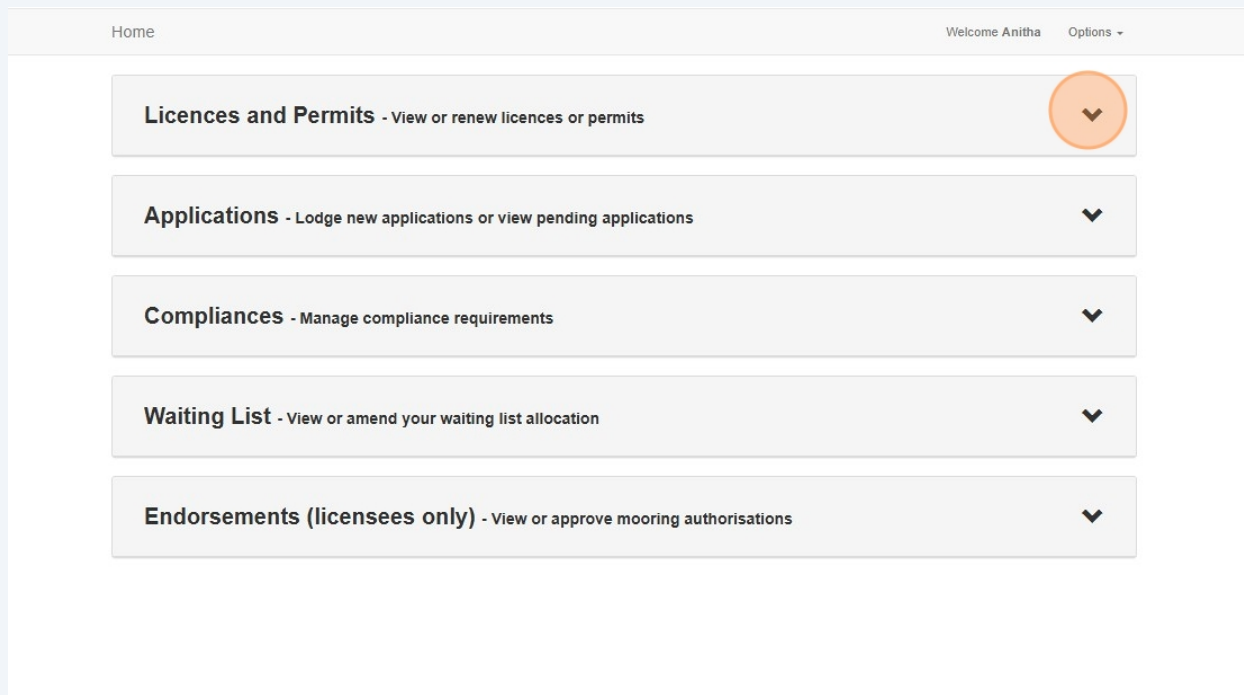 Home Welcome Anitha Options
Licences and Permits - View or renew licences or permits
Applications - Lodge new applications or view pending applications
Compliances - Manage compliance requirements
Waiting List - View or amend your waiting list allocation
Endorsements (licensees only) - View or approve mooring authorisations